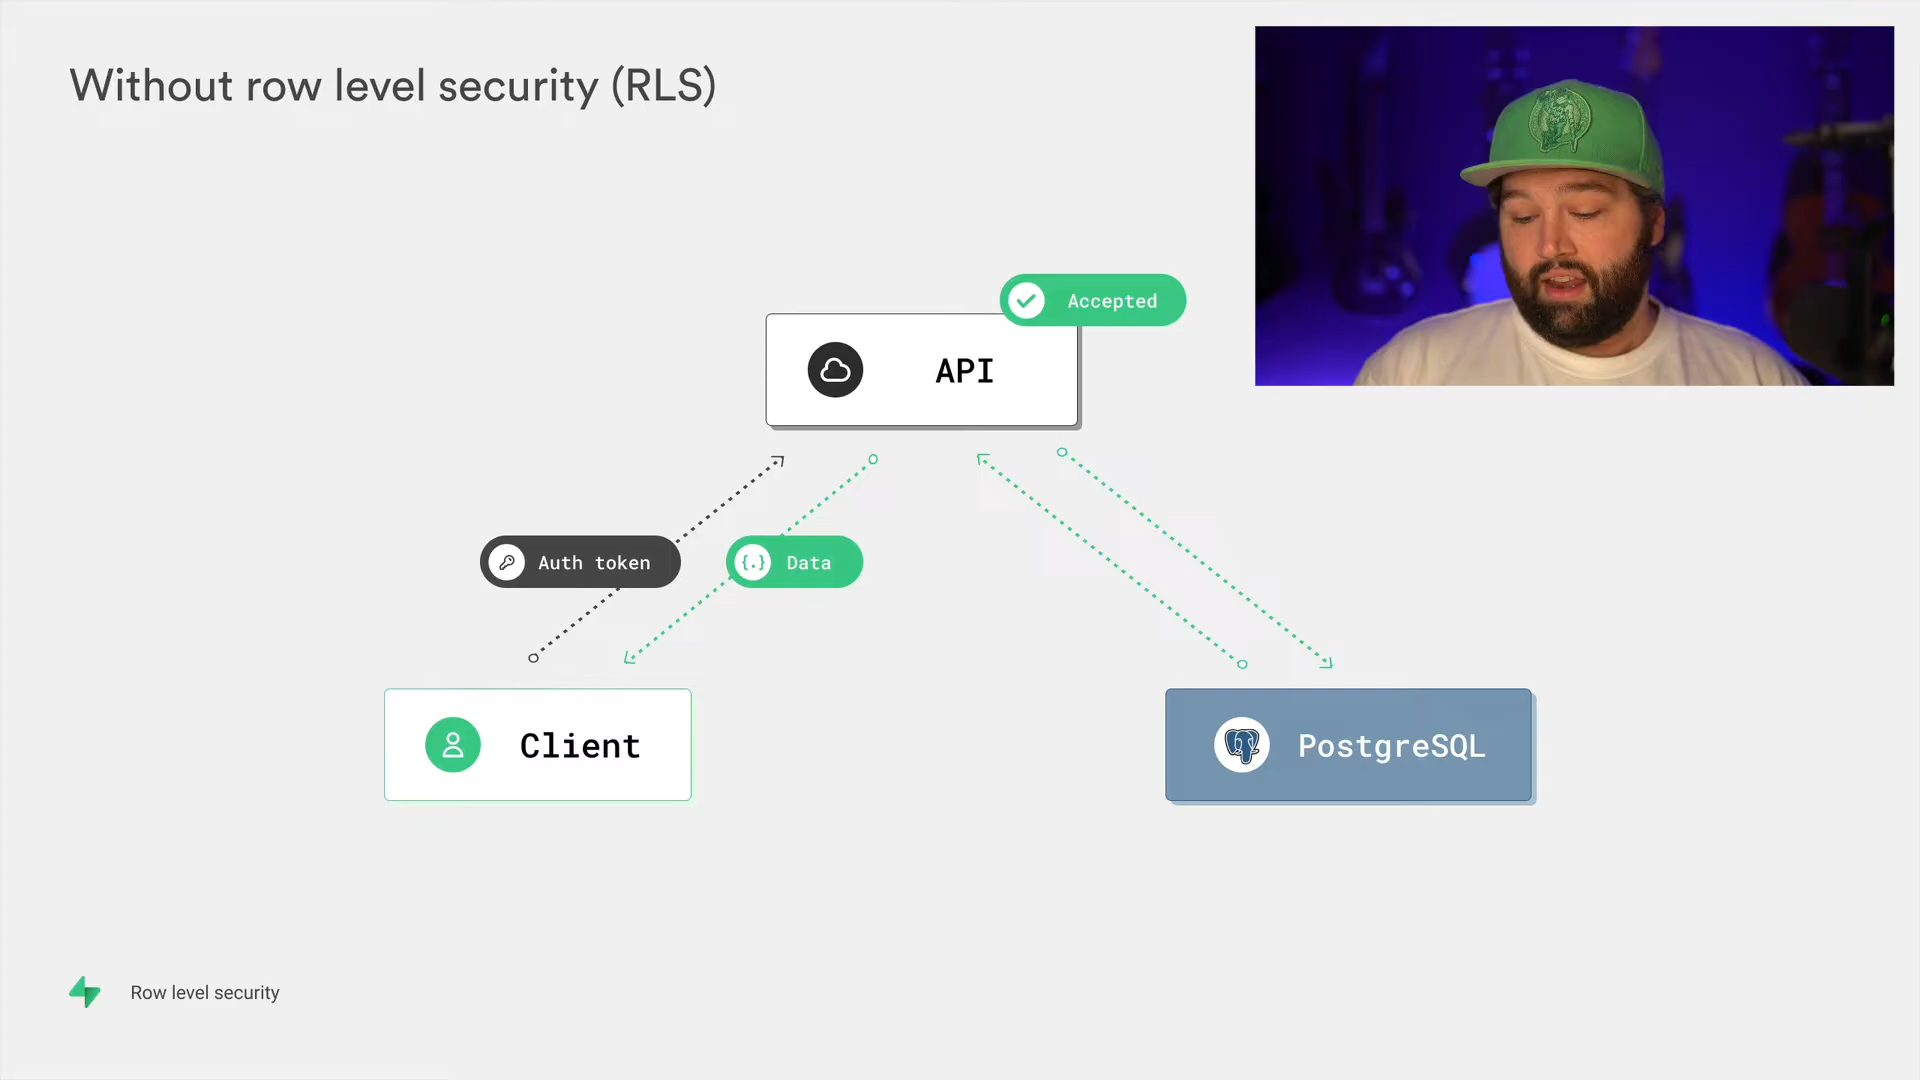 Without row level security (RLS)
Accepted
API
Auth token
{.} Data
Client
PostgreSQL
Row level security